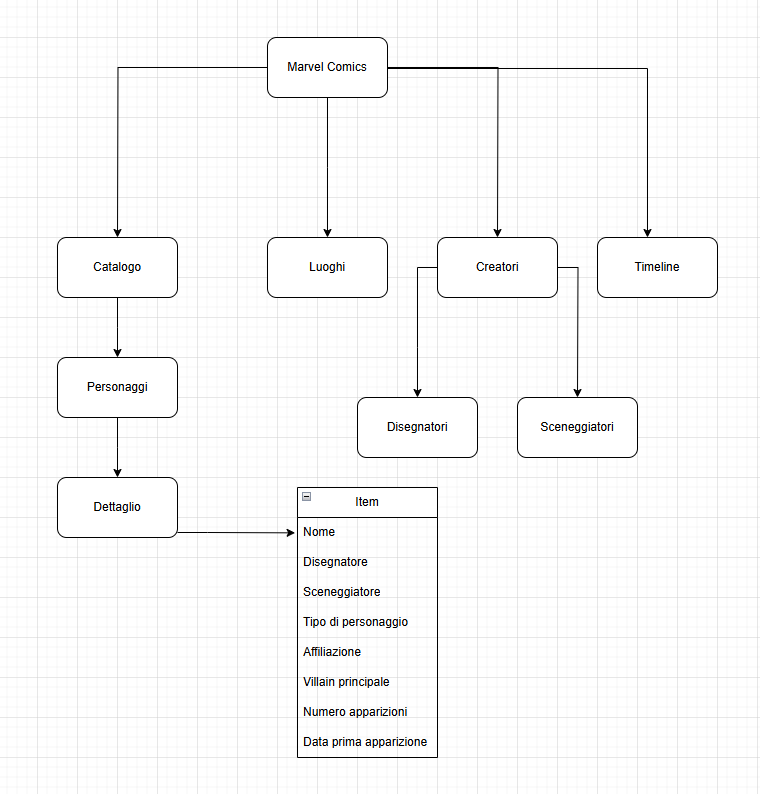 Marvel Comics
Catalogo
Luoghi
Creatori
Timeline
Personaggi
Disegnatori
Sceneggiatori
Dettaglio
Item
Nome
Disegnatore
Sceneggiatore
Tipo di personaggio
Affiliazione
Villain principale
Numero apparizioni
Data prima apparizione